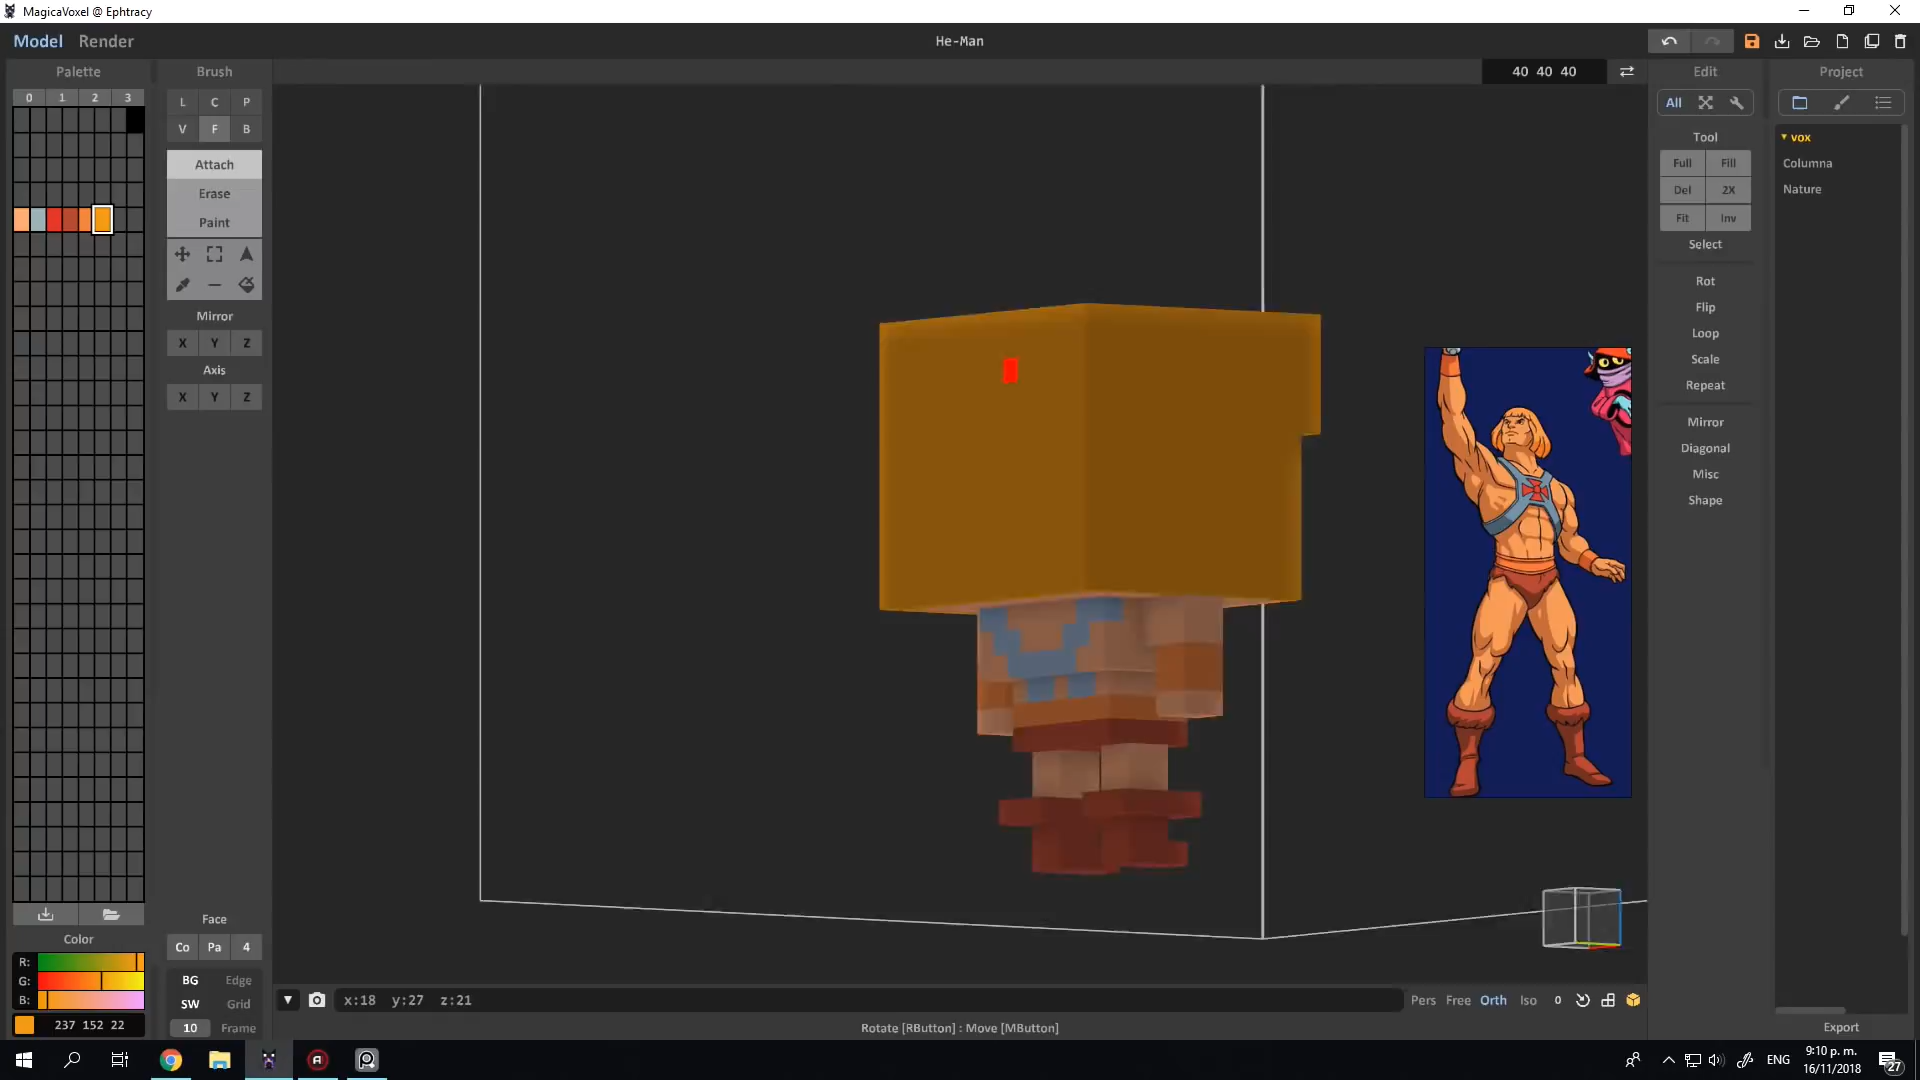 MagicaVoxel @ Ephtracy
Model Render
He-Man
Palette
Brush
40 40 40
Edit
Project
0 1 2 3
L C P
V F B
All
vox
Columna
Nature
Tool
Full Fill
Del 2X
Fit Inv
Select
Attach
Erase
Paint
Mirror
X Y Z
Axis
X Y Z
Rot
Flip
Loop
Scale
Repeat
Mirror
Diagonal
Misc
Shape
Face
Co Pa 4
BG Edge
SW Grid
10 Frame
Color
R:
G:
B:
237 152 22
x:18 y:27 z:21
Pers Free Orth Iso 0
Rotate [RButton] : Move [MButton]
Export
ENG
9:10 p. m.
16/11/2018
27